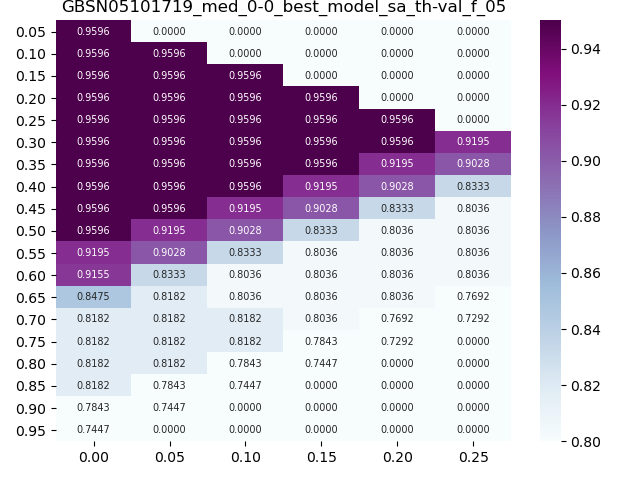 GBSN05101719_med_0-0_best_model_sa_th-val_f_05
0.05 0.9596 0.0000 0.0000 0.0000 0.0000 0.0000
0.10 0.9596 0.9596 0.0000 0.0000 0.0000 0.0000
0.15 0.9596 0.9596 0.9596 0.0000 0.0000 0.0000
0.20 0.9596 0.9596 0.9596 0.9596 0.0000 0.0000
0.25 0.9596 0.9596 0.9596 0.9596 0.9596 0.0000
0.30 0.9596 0.9596 0.9596 0.9596 0.9596 0.9195
0.35 0.9596 0.9596 0.9596 0.9596 0.9195 0.9028
0.40 0.9596 0.9596 0.9596 0.9195 0.9028 0.8333
0.45 0.9596 0.9596 0.9195 0.9028 0.8333 0.8036
0.50 0.9596 0.9195 0.9028 0.8333 0.8036 0.8036
0.55 0.9195 0.9028 0.8333 0.8036 0.8036 0.8036
0.60 0.9155 0.8333 0.8036 0.8036 0.8036 0.8036
0.65 0.8475 0.8182 0.8036 0.8036 0.8036 0.7692
0.70 0.8182 0.8182 0.8182 0.8036 0.7692 0.7292
0.75 0.8182 0.8182 0.8182 0.7843 0.7292 0.0000
0.80 0.8182 0.8182 0.7843 0.7447 0.0000 0.0000
0.85 0.8182 0.7843 0.7447 0.0000 0.0000 0.0000
0.90 0.7843 0.7447 0.0000 0.0000 0.0000 0.0000
0.95 0.7447 0.0000 0.0000 0.0000 0.0000 0.0000
0.00 0.05 0.10 0.15 0.20 0.25
0.94
0.92
0.90
0.88
0.86
0.84
0.82
0.80